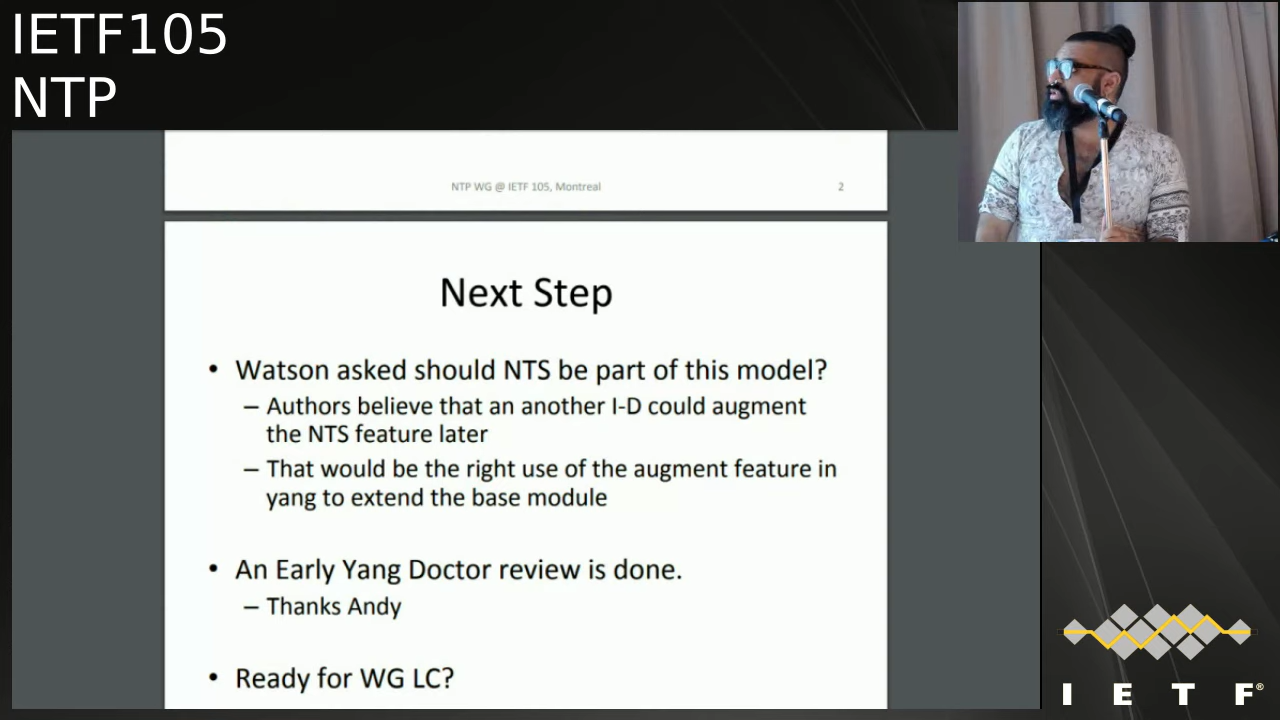 IETF105
NTP
NTP WG @ IETF 105, Montreal
2
Next Step
• Watson asked should NTS be part of this model?
– Authors believe that an another I-D could augment
the NTS feature later
– That would be the right use of the augment feature in
yang to extend the base module
• An Early Yang Doctor review is done.
– Thanks Andy
• Ready for WG LC?
I E T F®